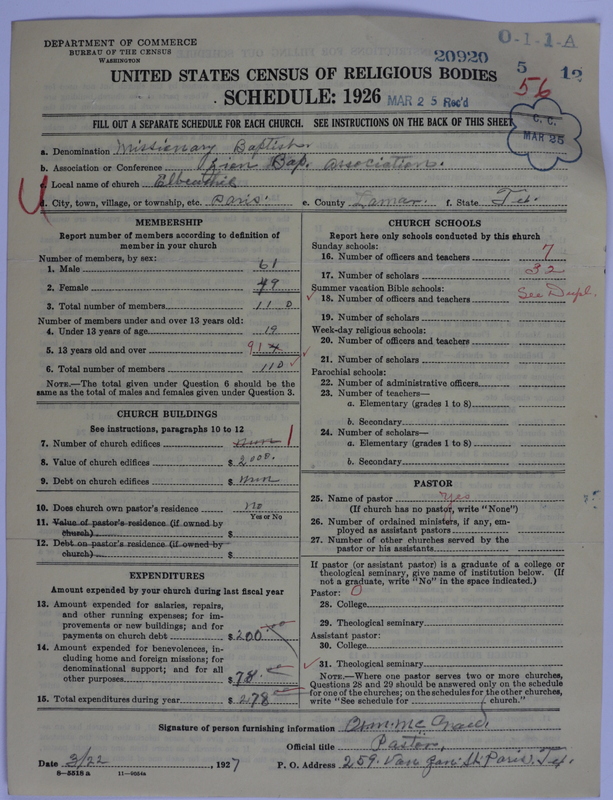 DEPARTMENT OF COMMERCE
BUREAU OF THE CENSUS
WASHINGTON
O-1-1-A
20920
5 12
56
UNITED STATES CENSUS OF RELIGIOUS BODIES
SCHEDULE: 1926
MAR 25 Rec'd
C. C.
MAR 25
FILL OUT A SEPARATE SCHEDULE FOR EACH CHURCH. SEE INSTRUCTIONS ON THE BACK OF THIS SHEET
a. Denomination Missionary Baptist
b. Association or Conference Zion Bap. Association.
c. Local name of church
d. City, town, village, or township, etc. Paris. e. County Lamar. f. State Tex.
MEMBERSHIP
Report number of members according to definition of member in your church
Number of members, by sex:
1. Male 61
2. Female 49
3. Total number of members 110
Number of members under and over 13 years old:
4. Under 13 years of age 19
5. 13 years old and over 91
6. Total number of members 110
NOTE.—The total given under Question 6 should be
same as the total of males and females given under Question 3.
CHURCH BUILDINGS
See instructions, paragraphs 10 to 12
7. Number of church edifices 1
8. Value of church edifices $ 2000.
9. Debt on church edifices $
10. Does church own pastor's residence No
Yes or No
11. Value of pastor's residence (if owned by
church) $
12. Debt on pastor's residence (if owned by
church) $
EXPENDITURES
Amount expended by your church during last fiscal year
13. Amount expended for salaries, repairs,
and other running expenses; for im-
provements or new buildings; and for
payments on church debt $ 200.00
14. Amount expended for benevolences, in-
cluding home and foreign missions; for
denominational support; and for all
other purposes $ 78.
15. Total expenditures during year $ 278
CHURCH SCHOOLS
Report here only schools conducted by this church
Sunday schools:
16. Number of officers and teachers 7
17. Number of scholars 32
Summer vacation Bible schools:
18. Number of officers and teachers See Dupl.
19. Number of scholars
Week-day religious schools:
20. Number of officers and teachers
21. Number of scholars
Parochial schools:
22. Number of administrative officers
23. Number of teachers—
a. Elementary (grades 1 to 8)
b. Secondary
24. Number of scholars—
a. Elementary (grades 1 to 8)
b. Secondary
PASTOR
25. Name of pastor yes
(If church has no pastor, write "None")
26. Number of ordained ministers, if any, em-
ployed as assistant pastors
27. Number of other churches served by the
pastor or his assistants
If pastor (or assistant pastor) is a graduate of a college or
theological seminary, give name of institution below. (If
not a graduate, write "No" in the space indicated.)
Pastor: O
28. College
29. Theological seminary
Assistant pastor:
30. College
31. Theological seminary
NOTE.—Where one pastor serves two or more churches,
Questions 28 and 29 should be answered only on the schedule
for one of the churches; on the schedules for the other churches,
write "See schedule for church."
Signature of person furnishing information
Official title Pastor,
Date 3/22, 1927 P. O. Address 259. Van Zant St. Paris, Tex.
8-5518 a 11-9034a